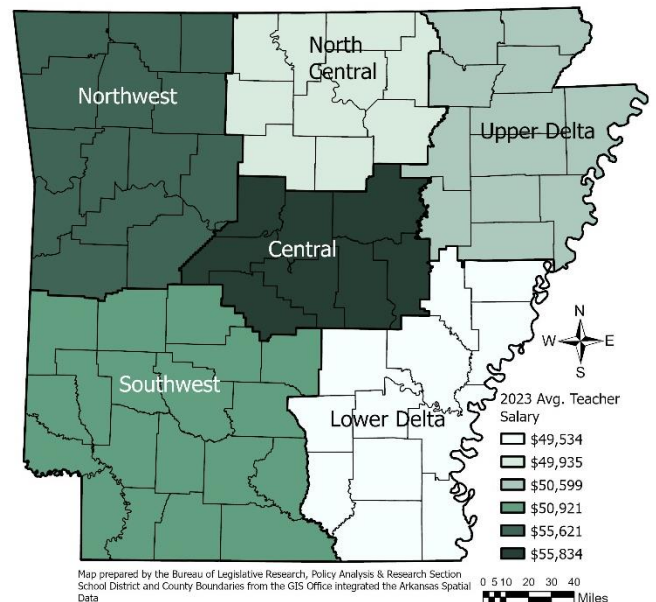 North
Central
Northwest
Upper Delta
Central
Southwest
Lower Delta
N
W
E
S
2023 Avg. Teacher
Salary
$49,534
$49,935
$50,599
$50,921
$55,621
$55,834
Map prepared by the Bureau of Legislative Research, Policy Analysis & Research Section
School District and County Boundaries from the GIS Office integrated the Arkansas Spatial
Data
0 5 10 20 30 40
Miles